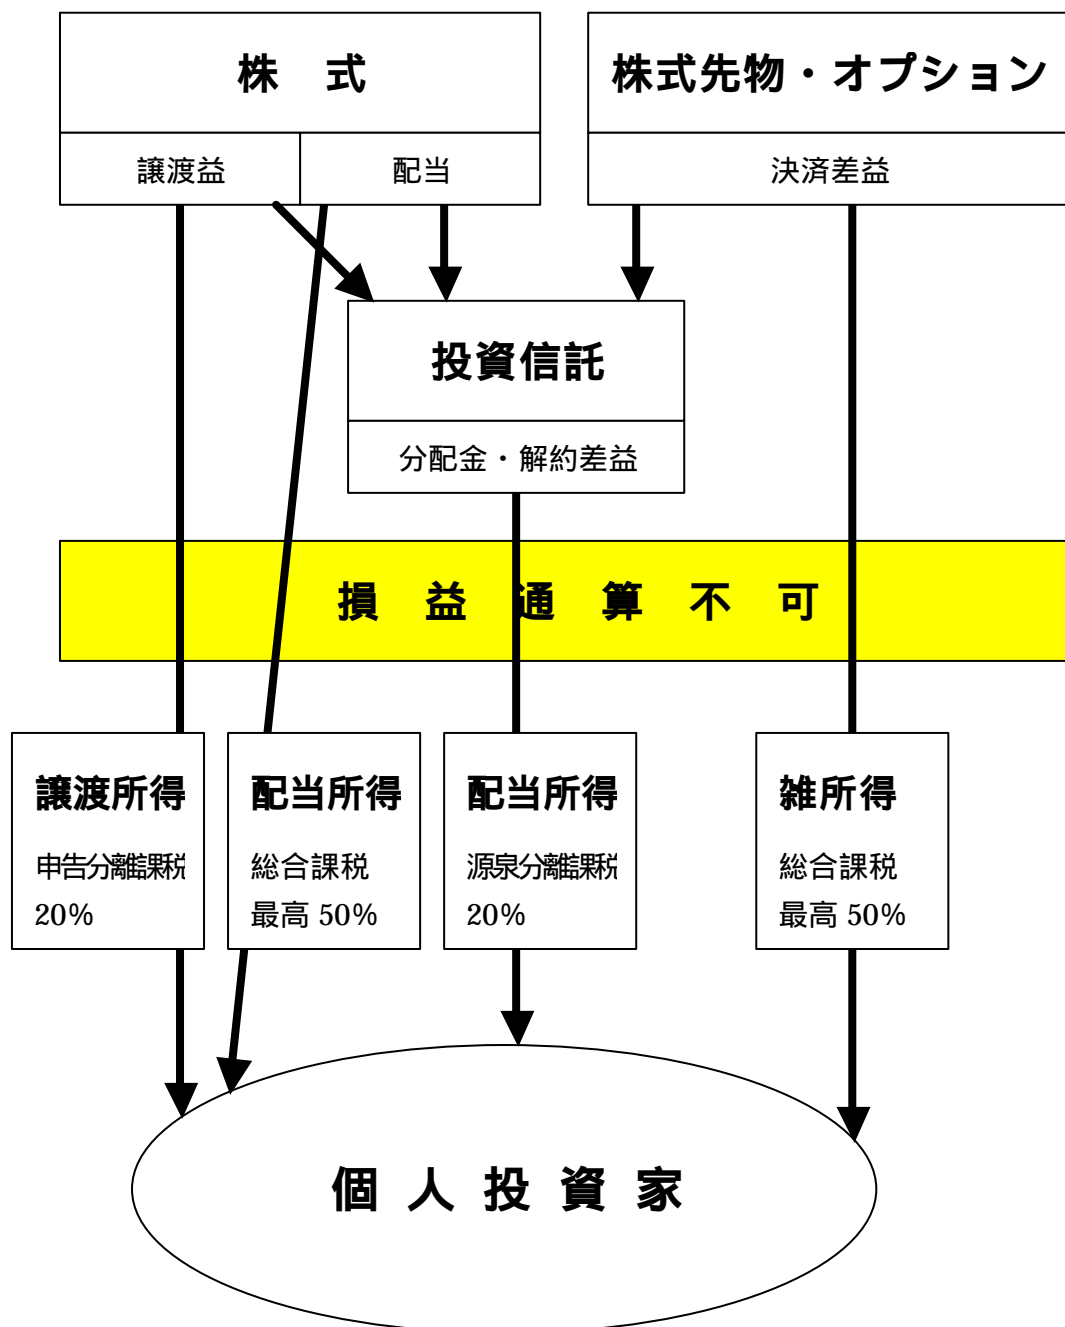 株　式
株式先物・オプション
譲渡益
配当
決済差益
投資信託
分配金・解約差益
損　益　通　算　不　可
譲渡所得
申告分離課税
20%
配当所得
総合課税
最高 50%
配当所得
源泉分離課税
20%
雑所得
総合課税
最高 50%
個 人 投 資 家